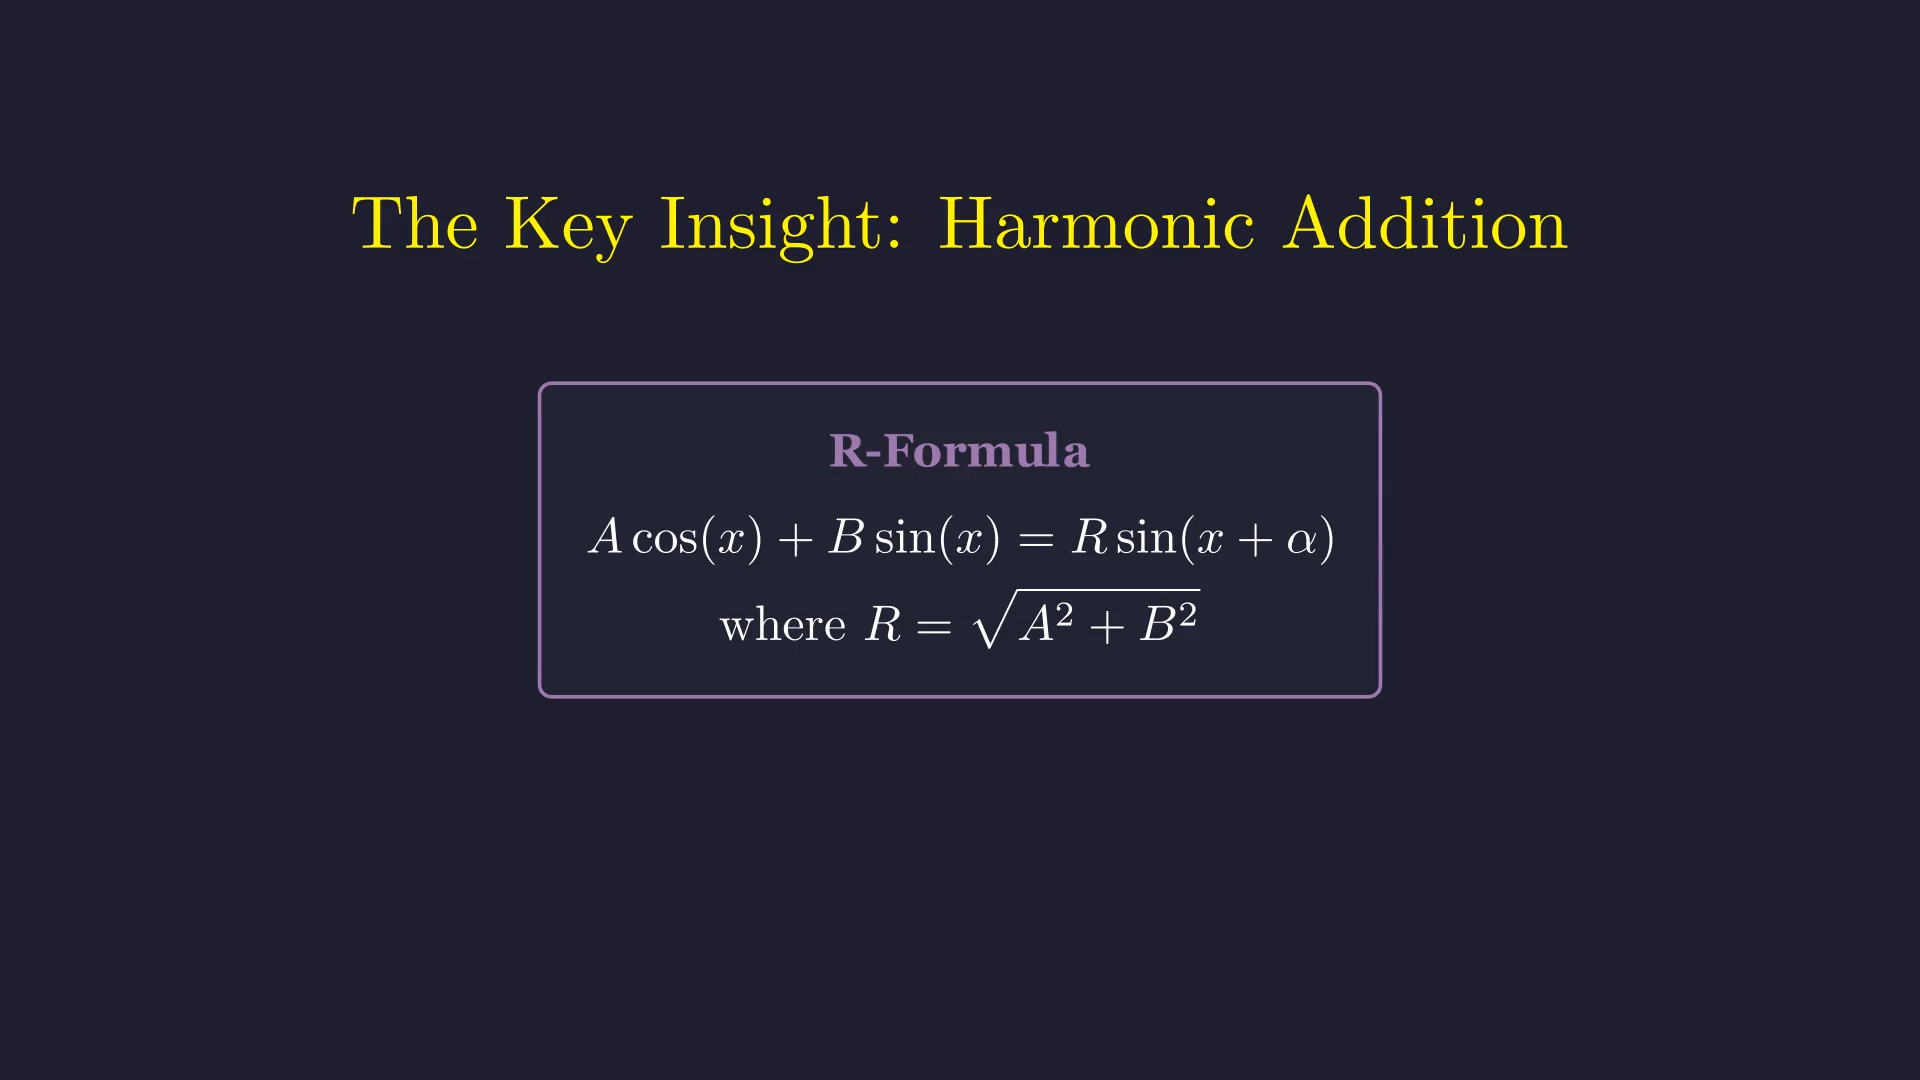 The Key Insight: Harmonic Addition
R-Formula
A cos(x) + B sin(x) = R sin(x + α)
where R = √(A² + B²)